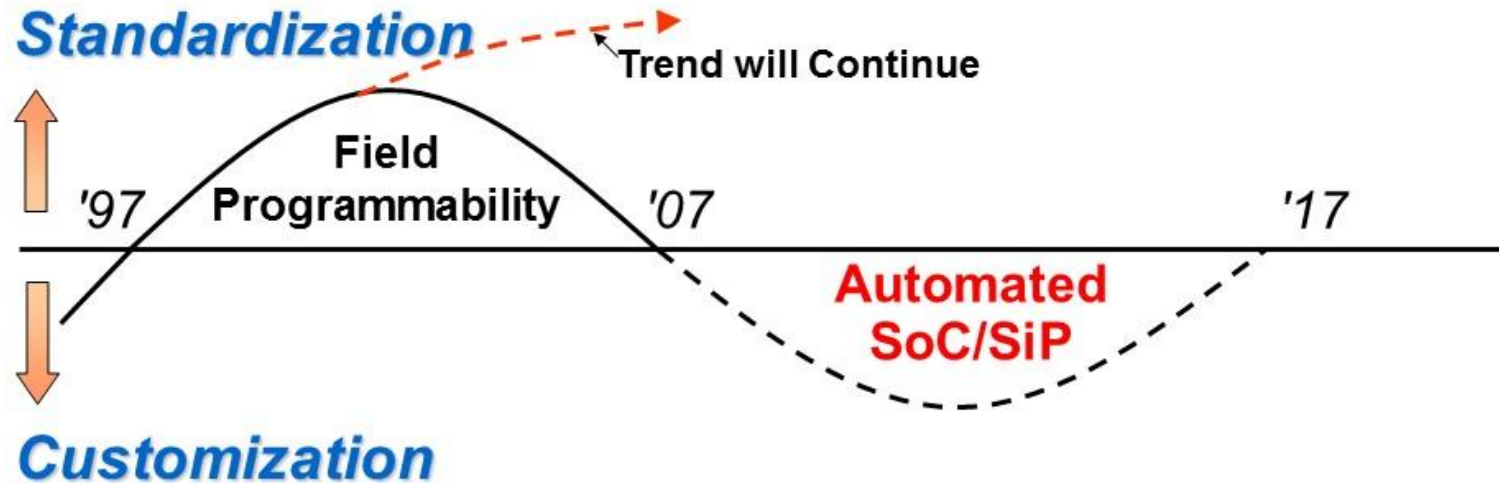 Standardization
Trend will Continue
Field
Programmability
'97
'07
'17
Automated
SoC/SiP
Customization